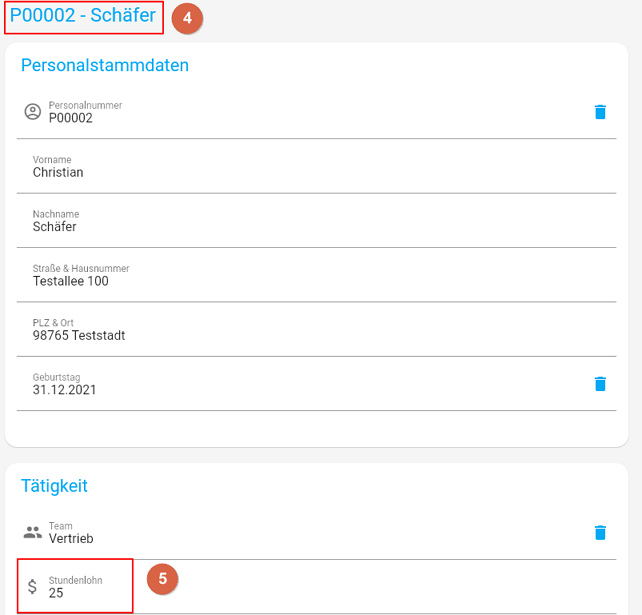 P00002 - Schäfer
4
Personalstammdaten
Personalnummer
P00002
Vorname
Christian
Nachname
Schäfer
Straße & Hausnummer
Testallee 100
PLZ & Ort
98765 Teststadt
Geburtstag
31.12.2021
Tätigkeit
Team
Vertrieb
$ Stundenlohn
25
5